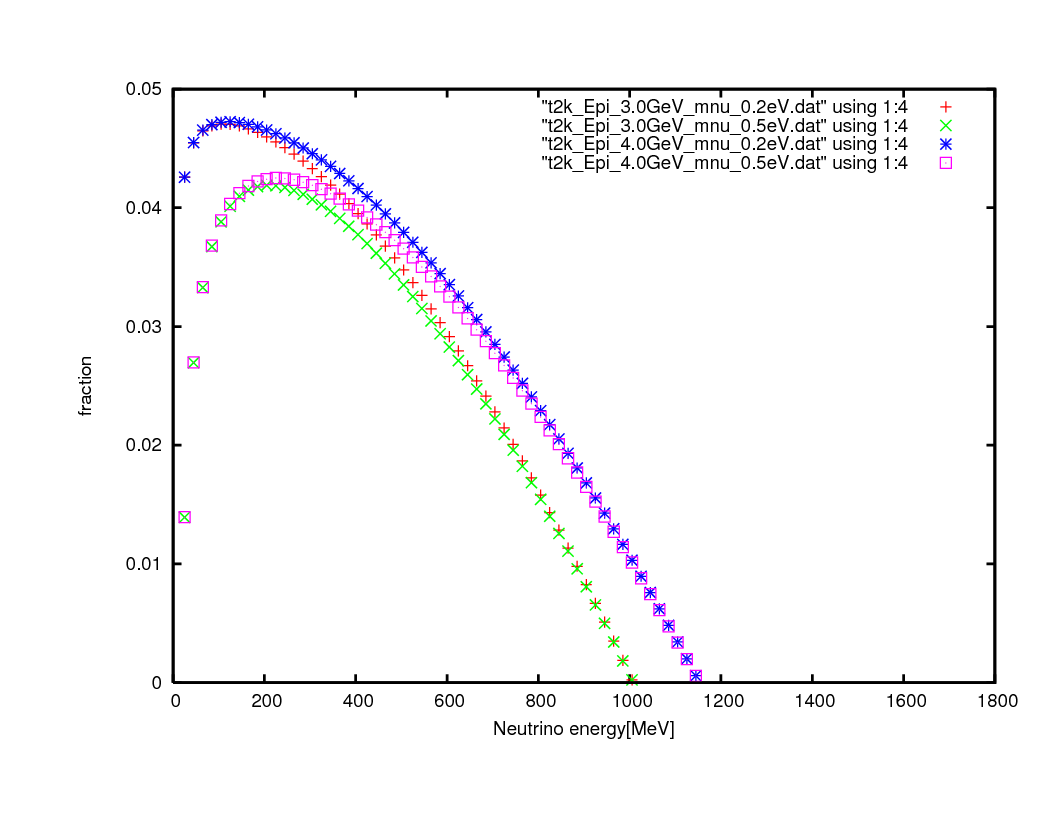 0.05
0.04
0.03
0.02
0.01
0
fraction
"t2k_Epi_3.0GeV_mnu_0.2eV.dat" using 1:4
"t2k_Epi_3.0GeV_mnu_0.5eV.dat" using 1:4
"t2k_Epi_4.0GeV_mnu_0.2eV.dat" using 1:4
"t2k_Epi_4.0GeV_mnu_0.5eV.dat" using 1:4
0 200 400 600 800 1000 1200 1400 1600 1800
Neutrino energy[MeV]